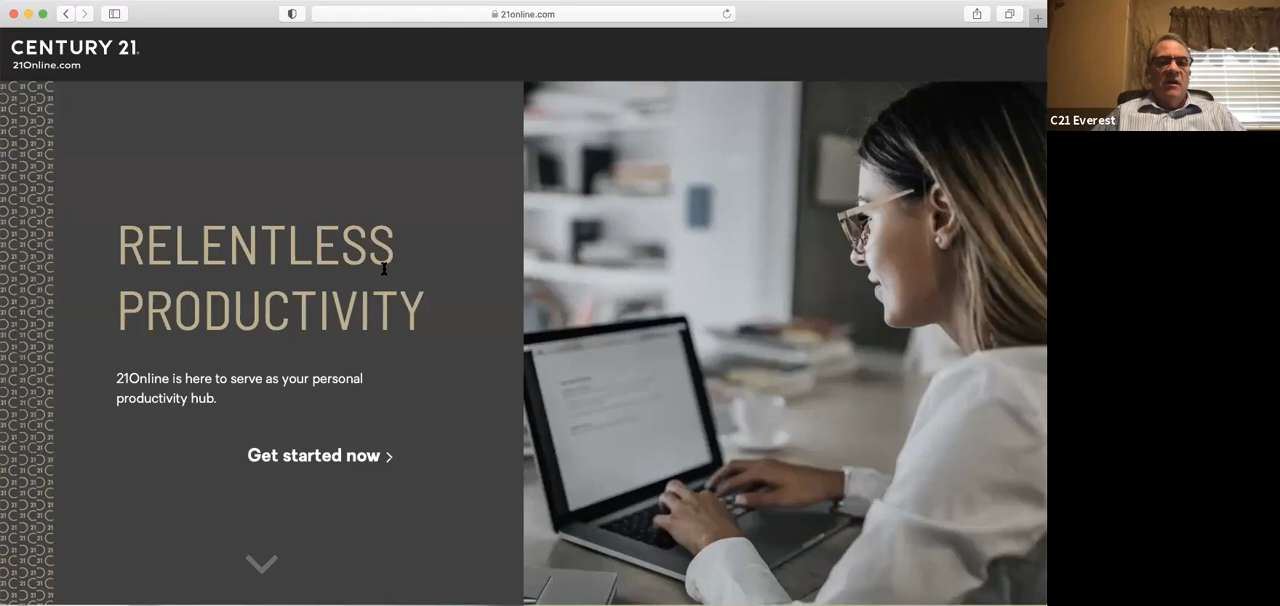 21online.com
CENTURY 21.
21Online.com
C21 Everest
RELENTLESS
PRODUCTIVITY
21Online is here to serve as your personal
productivity hub.
Get started now >